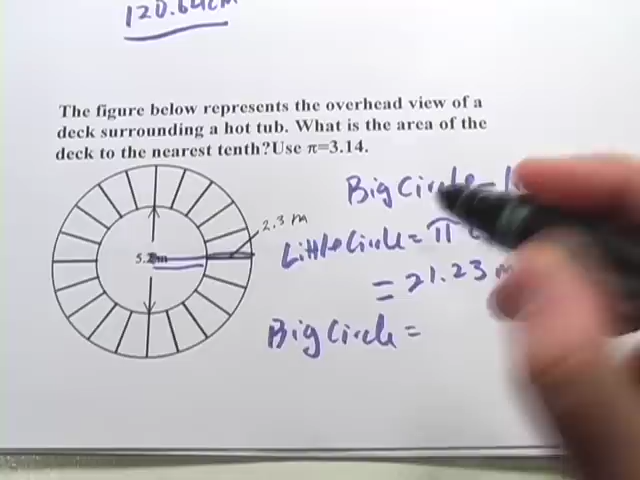 120.64cm
The figure below represents the overhead view of a
deck surrounding a hot tub. What is the area of the
deck to the nearest tenth?Use π=3.14.
Big Circle -
2.3 m
Little Circle = π
= 21.23 m
Big Circle =